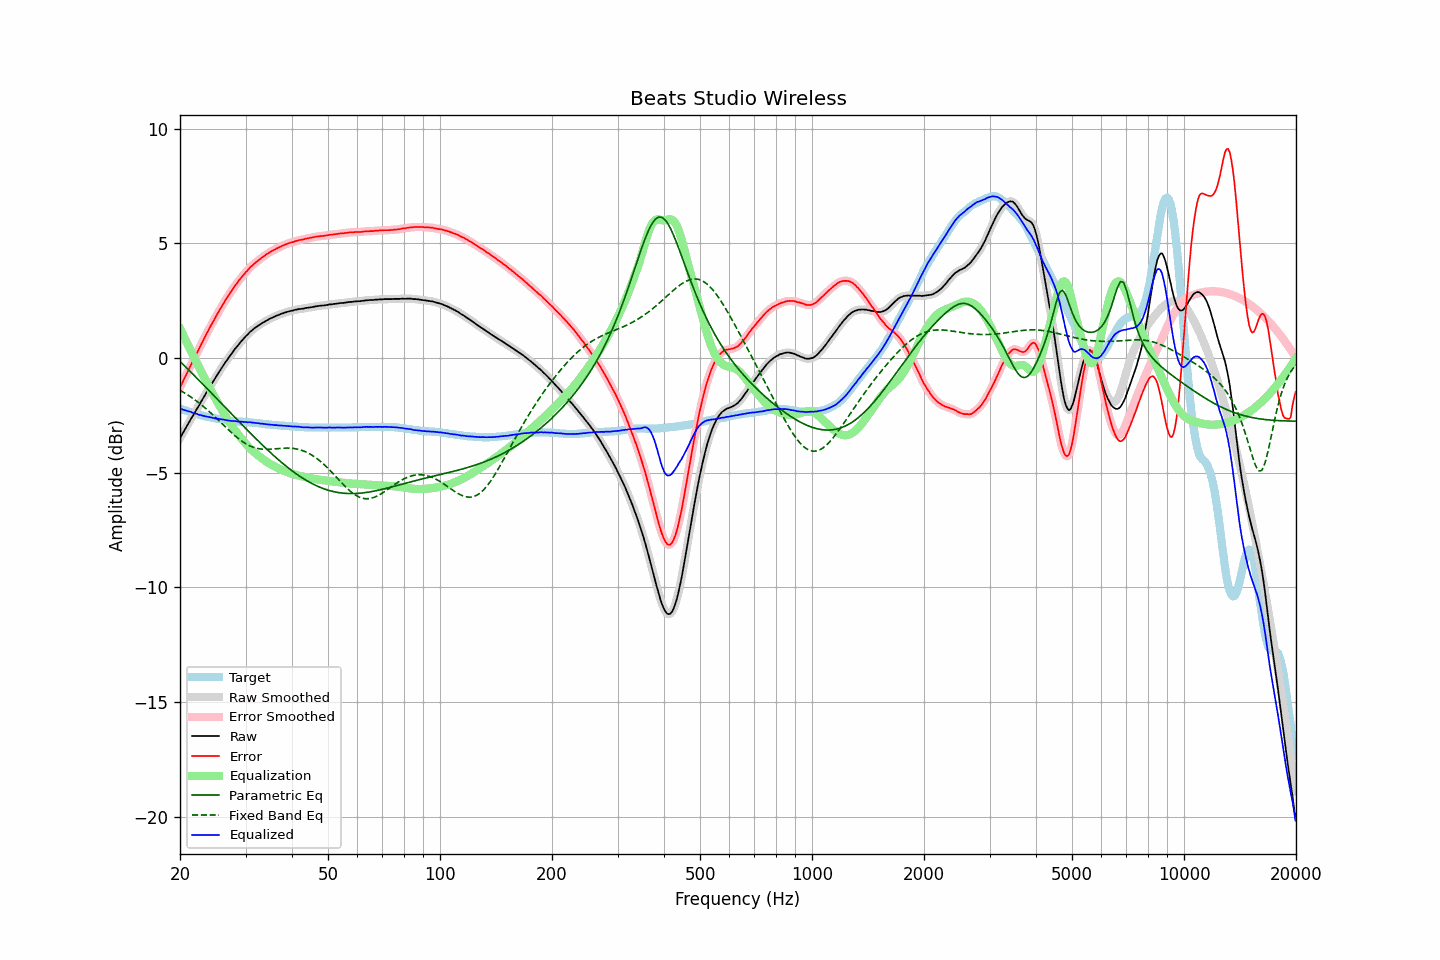 Beats Studio Wireless
Amplitude (dBr)
10
5
0
−5
−10
−15
−20
Target
Raw Smoothed
Error Smoothed
Raw
Error
Equalization
Parametric Eq
Fixed Band Eq
Equalized
20 50 100 200 500 1000 2000 5000 10000 20000
Frequency (Hz)